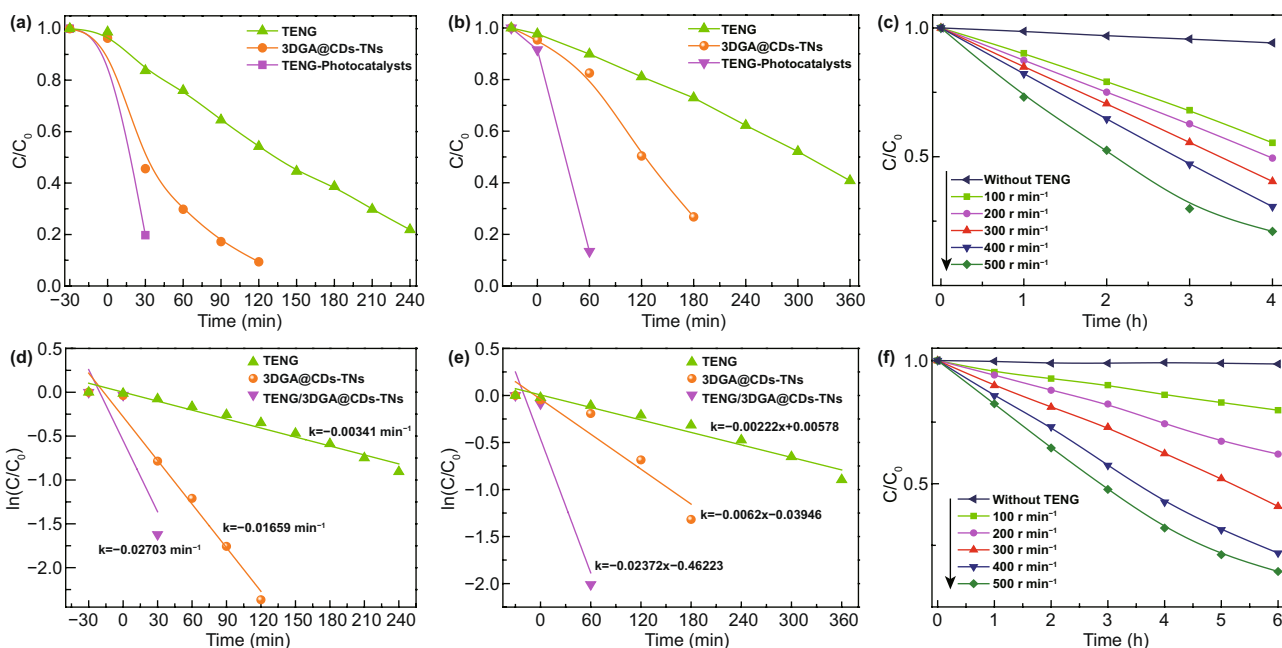 (a)
TENG
3DGA@CDs-TNs
TENG-Photocatalysts
C/C₀
1.0
0.8
0.6
0.4
0.2
0.0
−30 0 30 60 90 120 150 180 210 240
Time (min)
(b)
TENG
3DGA@CDs-TNs
TENG-Photocatalysts
C/C₀
1.0
0.8
0.6
0.4
0.2
0.0
0 60 120 180 240 300 360
Time (min)
(c)
C/C₀
1.0
0.5
Without TENG
100 r min⁻¹
200 r min⁻¹
300 r min⁻¹
400 r min⁻¹
500 r min⁻¹
0 1 2 3 4
Time (h)
(d)
TENG
3DGA@CDs-TNs
TENG/3DGA@CDs-TNs
ln(C/C₀)
0.5
0.0
−0.5
−1.0
−1.5
−2.0
k=−0.00341 min⁻¹
k=−0.01659 min⁻¹
k=−0.02703 min⁻¹
−30 0 30 60 90 120 150 180 210 240
Time (min)
(e)
TENG
3DGA@CDs-TNs
TENG/3DGA@CDs-TNs
ln(C/C₀)
0.5
0.0
−0.5
−1.0
−1.5
−2.0
k=−0.00222x+0.00578
k=−0.0062x−0.03946
k=−0.02372x−0.46223
0 60 120 180 240 300 360
Time (min)
(f)
C/C₀
1.0
0.5
Without TENG
100 r min⁻¹
200 r min⁻¹
300 r min⁻¹
400 r min⁻¹
500 r min⁻¹
0 1 2 3 4 5 6
Time (h)